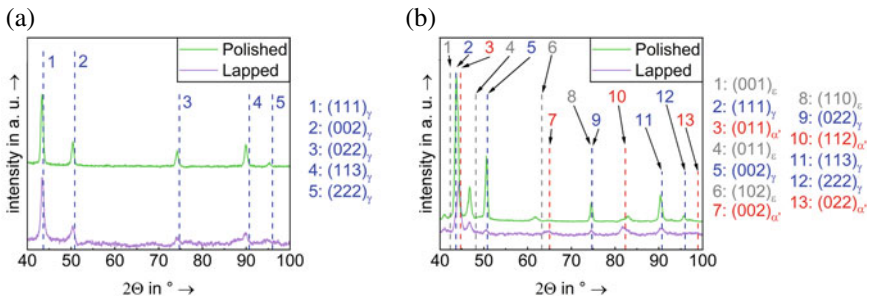 (a)
intensity in a. u. →
1 2 3 4 5
Polished
Lapped
1: (111)γ
2: (002)γ
3: (022)γ
4: (113)γ
5: (222)γ
40 50 60 70 80 90 100
2Θ in ° →
(b)
intensity in a. u. →
1 2 3 4 5 6
Polished
Lapped
7 8 9 10 11 12 13
1: (001)ε
2: (111)γ
3: (011)α'
4: (011)ε
5: (002)γ
6: (102)ε
7: (002)α'
8: (110)ε
9: (022)γ
10: (112)α'
11: (113)γ
12: (222)γ
13: (022)α'
40 50 60 70 80 90 100
2Θ in ° →